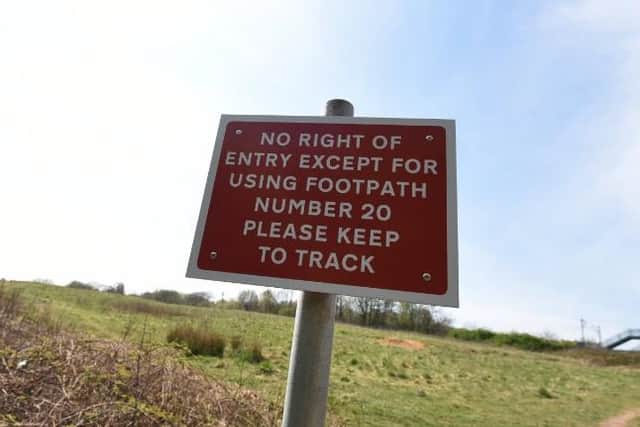 NO RIGHT OF
ENTRY EXCEPT FOR
USING FOOTPATH
NUMBER 20
PLEASE KEEP
TO TRACK